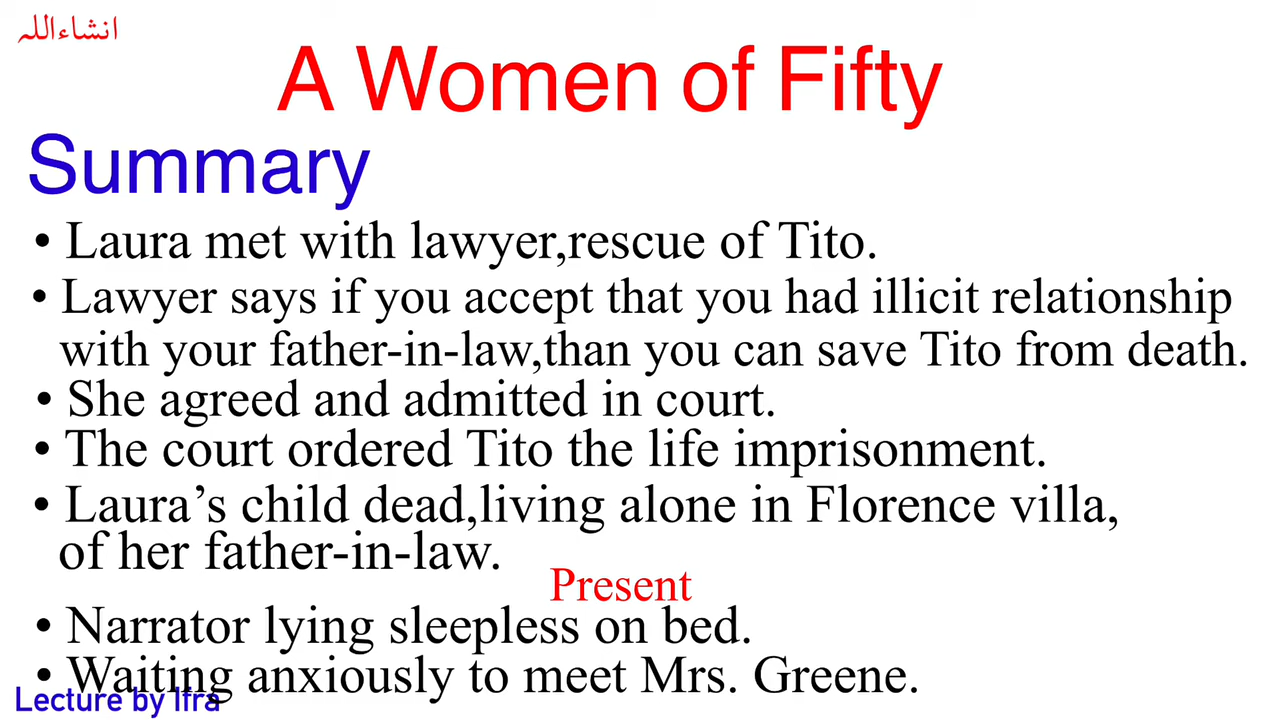 انشاءاللہ
A Women of Fifty
Summary
• Laura met with lawyer,rescue of Tito.
• Lawyer says if you accept that you had illicit relationship
with your father-in-law,than you can save Tito from death.
• She agreed and admitted in court.
• The court ordered Tito the life imprisonment.
• Laura’s child dead,living alone in Florence villa,
of her father-in-law.
Present
• Narrator lying sleepless on bed.
• Waiting anxiously to meet Mrs. Greene.
Lecture by Ifra